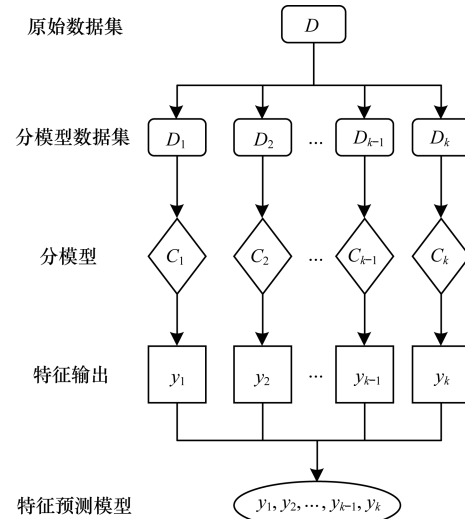 原始数据集 D
分模型数据集 D₁ D₂ ... Dₖ₋₁ Dₖ
分模型 C₁ C₂ ... Cₖ₋₁ Cₖ
特征输出 y₁ y₂ ... yₖ₋₁ yₖ
特征预测模型 y₁, y₂, ..., yₖ₋₁, yₖ